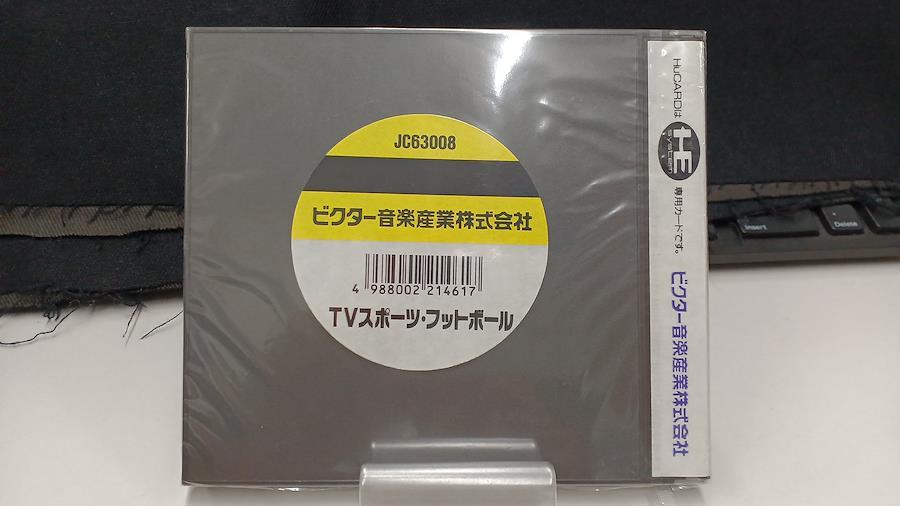 JC63008
ビクター音楽産業株式会社
4 988002 214617
TVスポーツ・フットボール
HuCARDは
HE
SYSTEM
専用カードです。
ビクター音楽産業株式会社
Insert
Delete